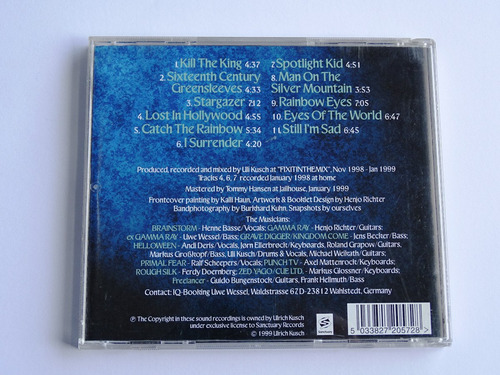 1. Kill The King 4:37
2. Sixteenth Century
Greensleeves 4:33
3. Stargazer 7:12
4. Lost In Hollywood 4:55
5. Catch The Rainbow 5:34
6. I Surrender 4:20
7. Spotlight Kid 4:51
8. Man On The
Silver Mountain 3:53
9. Rainbow Eyes 7:05
10. Eyes Of The World 6:47
11. Still I'm Sad 6:45
Produced, recorded and mixed by Uli Kusch at "FIXITINTHEMIX", Nov 1998 - Jan 1999
Tracks 4, 6, 7 recorded January 1998 at home
Mastered by Tommy Hansen at Jailhouse, January 1999
Frontcover painting by Kalli Haun, Artwork & Booklet Design by Henjo Richter
Bandphotography by Burkhard Kuhn, Snapshots by ourselves
The Musicians:
BRAINSTORM - Henne Basse/Vocals; GAMMA RAY - Henjo Richter/Guitars
ex GAMMA RAY - Uwe Wessel/Bass; GRAVE DIGGER/KINGDOM COME - Jens Becker/Bass;
HELLOWEEN - Andi Deris/Vocals, Jørn Ellerbrock/Keyboards, Roland Grapow/Guitars,
Markus Großkopf/Bass, Uli Kusch/Drums & Vocals, Michael Weikath/Guitars;
PRIMAL FEAR - Ralf Scheepers/Vocals; PUNCH TV - Axel Mattenrock/Keyboards;
ROUGH SILK - Ferdy Doernberg; ZED YAGO/CUE LTD. - Markus Glossner/Keyboards;
Freelancer - Guido Bungenstock/Guitars, Frank Hellmuth/Bass
Contact: IQ-Booking Uwe Wessel, Waldstrasse 62D-23812 Wahlstedt, Germany
℗ The Copyright in these sound recordings is owned by Ulrich Kusch
under exclusive license to Sanctuary Records
© 1999 Ulrich Kusch
Sanctuary
5 033827 205728 >